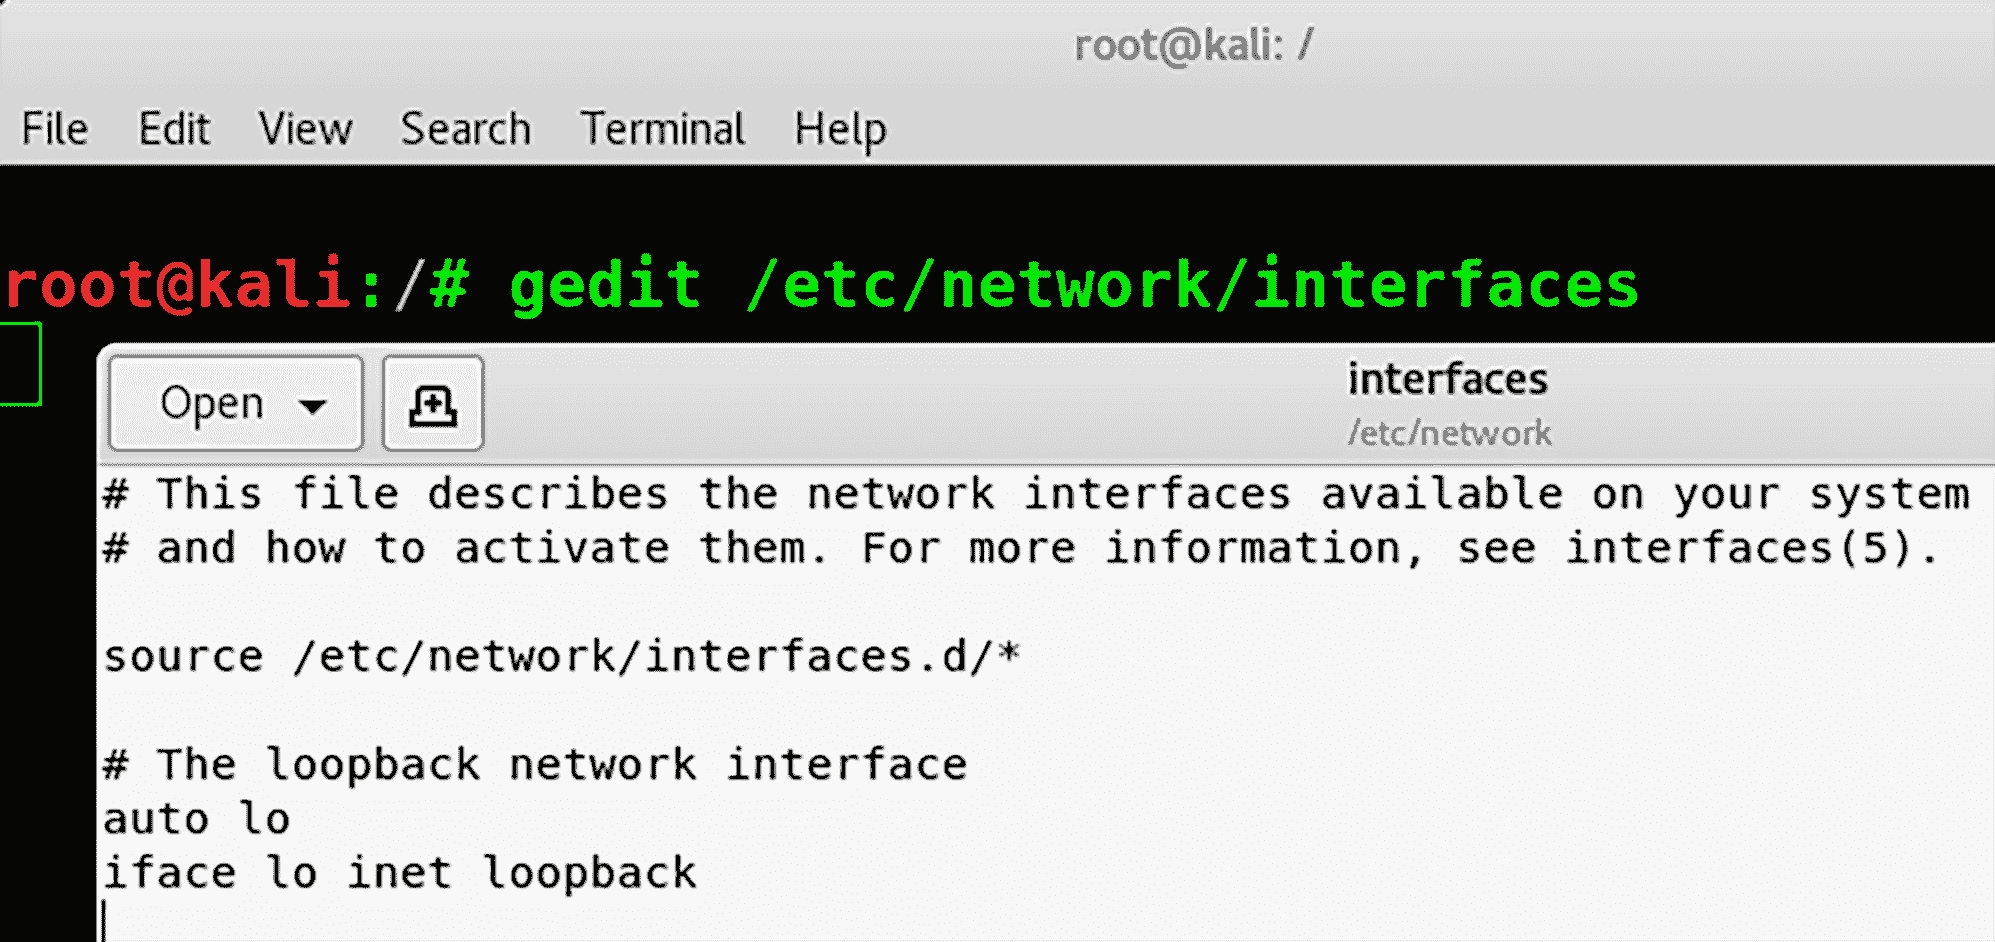 root@kali: /
File Edit View Search Terminal Help
root@kali:/# gedit /etc/network/interfaces
Open
interfaces
/etc/network
# This file describes the network interfaces available on your system
# and how to activate them. For more information, see interfaces(5).
source /etc/network/interfaces.d/*
# The loopback network interface
auto lo
iface lo inet loopback